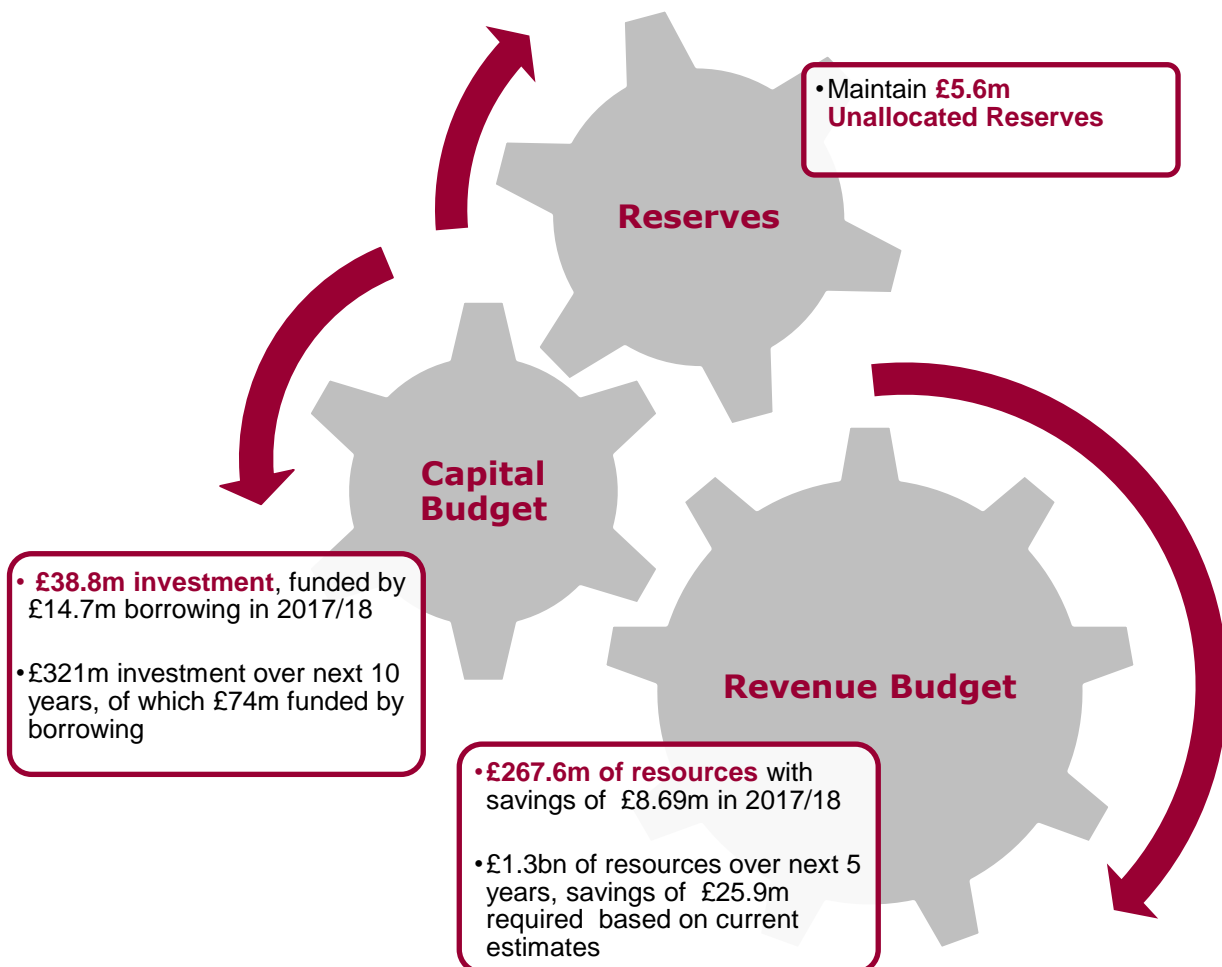 •Maintain £5.6m
Unallocated Reserves
Reserves
Capital
Budget
• £38.8m investment, funded by
£14.7m borrowing in 2017/18
•£321m investment over next 10
years, of which £74m funded by
borrowing
Revenue Budget
•£267.6m of resources with
savings of £8.69m in 2017/18
•£1.3bn of resources over next 5
years, savings of £25.9m
required based on current
estimates